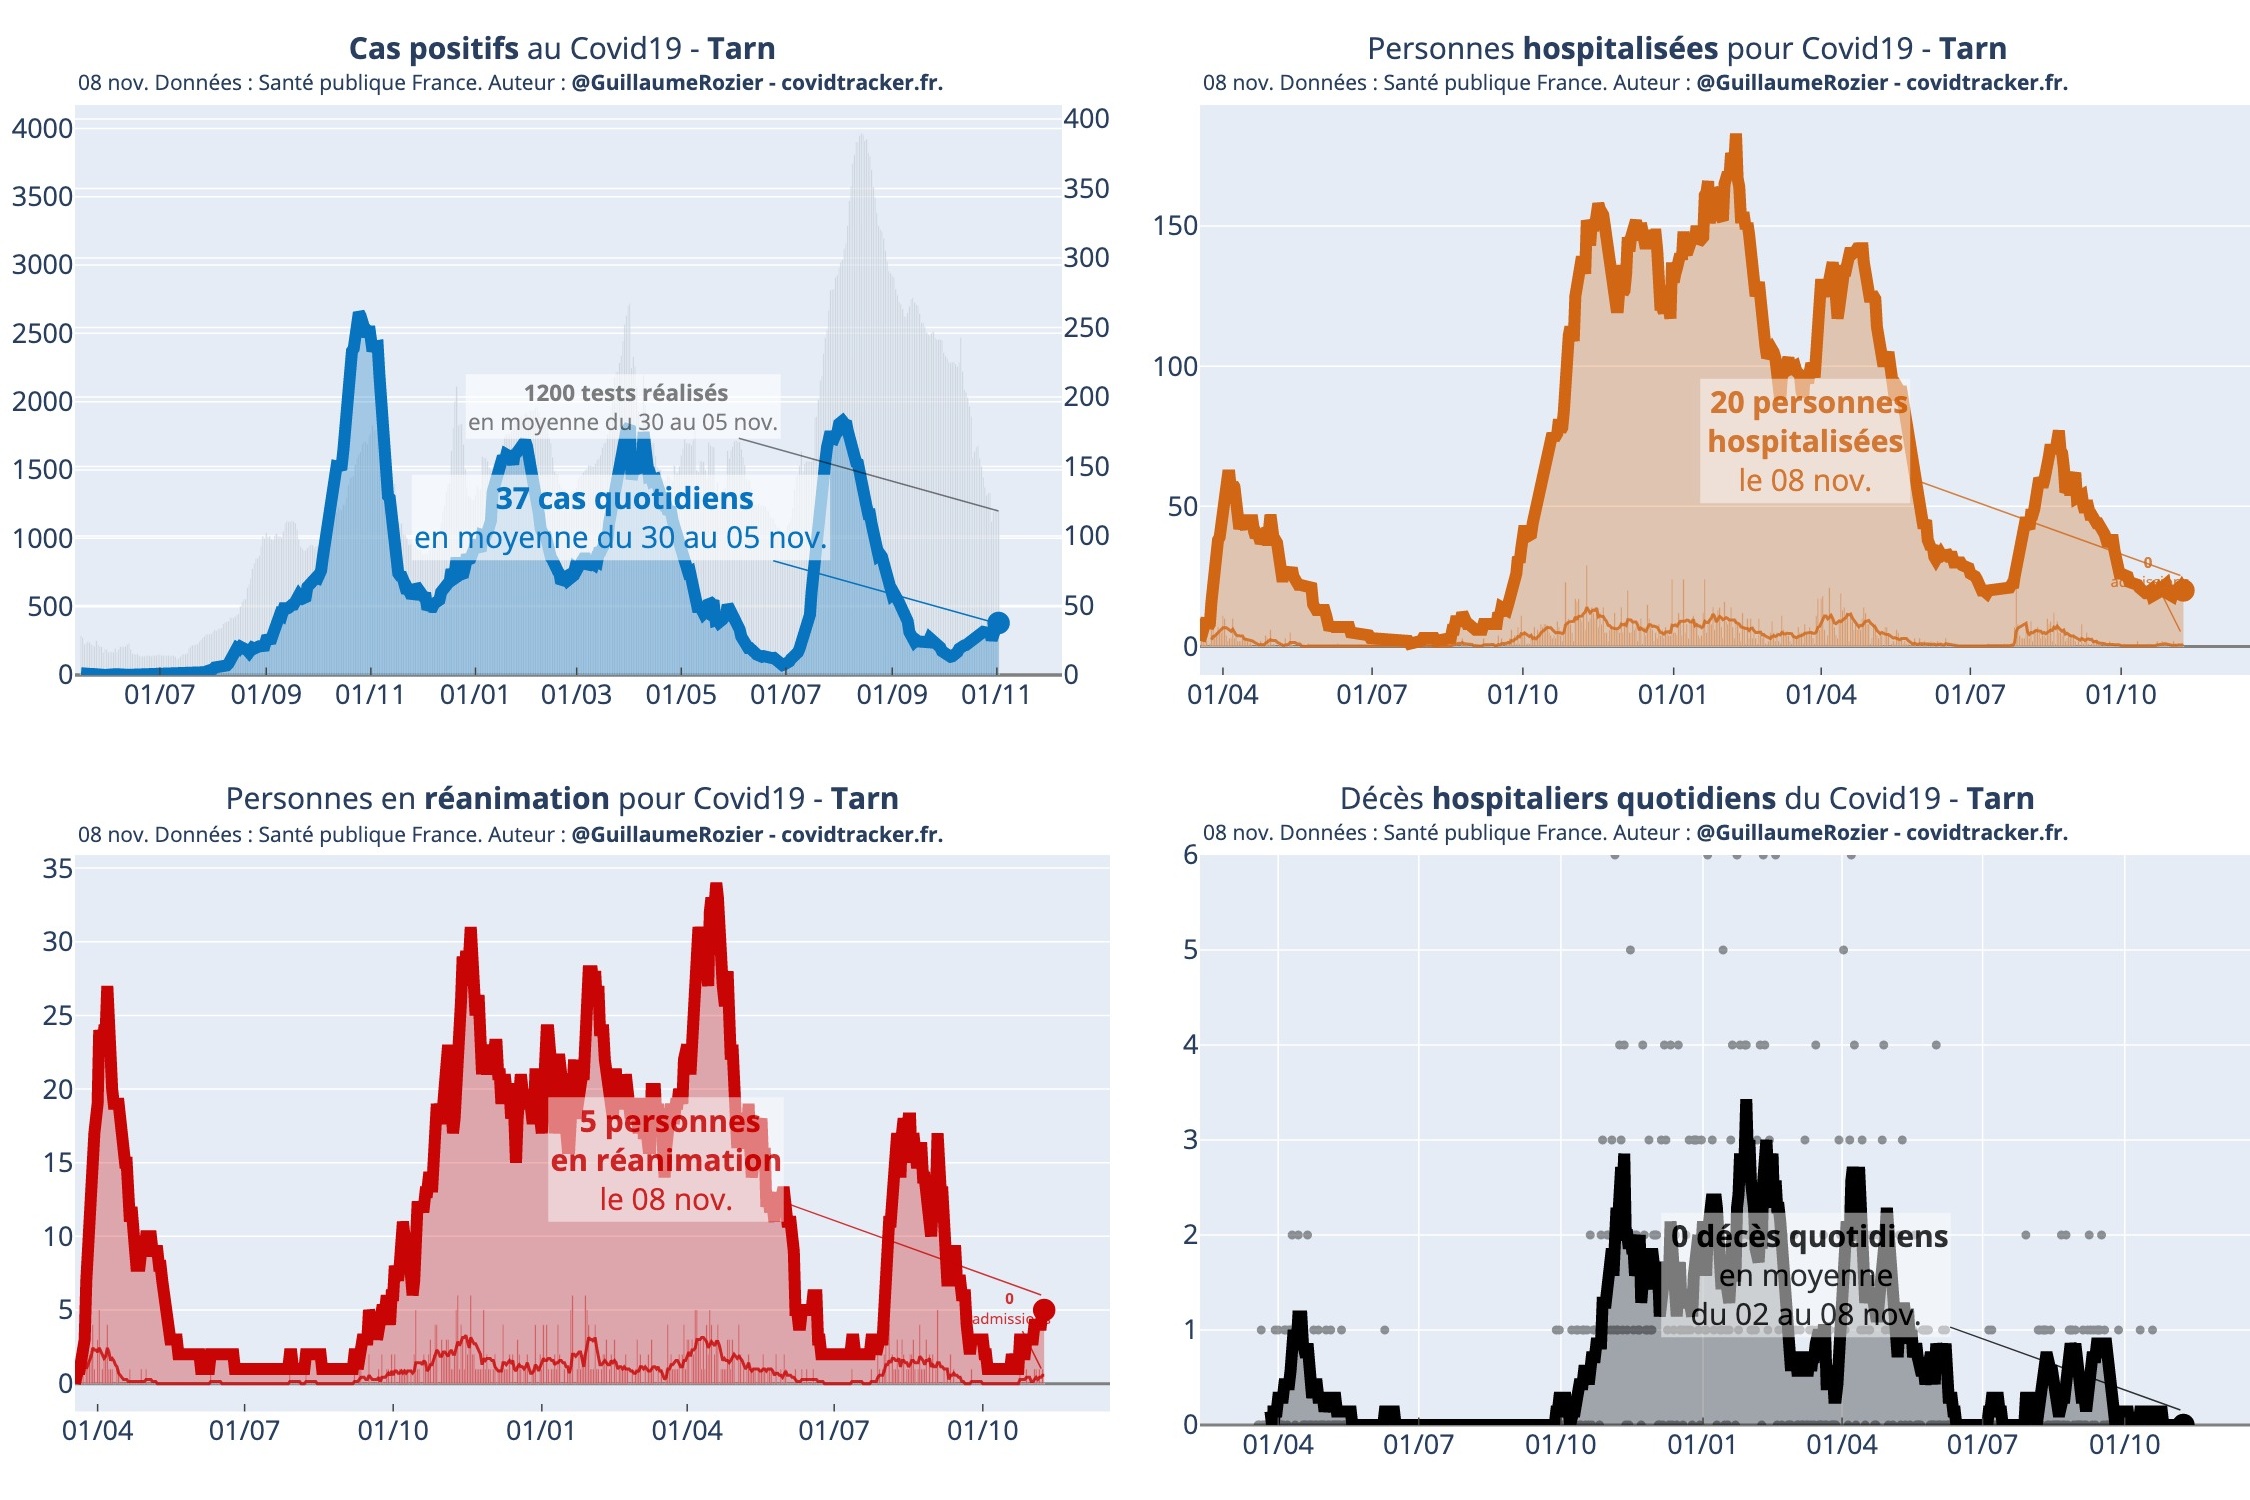 Cas positifs au Covid19 - Tarn
08 nov. Données : Santé publique France. Auteur : @GuillaumeRozier - covidtracker.fr.
4000
3500
3000
2500
2000
1500
1000
500
0
400
350
300
250
200
150
100
50
0
1200 tests réalisés
en moyenne du 30 au 05 nov.
37 cas quotidiens
en moyenne du 30 au 05 nov.
01/07 01/09 01/11 01/01 01/03 01/05 01/07 01/09 01/11
Personnes hospitalisées pour Covid19 - Tarn
08 nov. Données : Santé publique France. Auteur : @GuillaumeRozier - covidtracker.fr.
150
100
50
0
20 personnes
hospitalisées
le 08 nov.
0
01/04 01/07 01/10 01/01 01/04 01/07 01/10
Personnes en réanimation pour Covid19 - Tarn
08 nov. Données : Santé publique France. Auteur : @GuillaumeRozier - covidtracker.fr.
35
30
25
20
15
10
5
0
5 personnes
en réanimation
le 08 nov.
0
01/04 01/07 01/10 01/01 01/04 01/07 01/10
Décès hospitaliers quotidiens du Covid19 - Tarn
08 nov. Données : Santé publique France. Auteur : @GuillaumeRozier - covidtracker.fr.
6
5
4
3
2
1
0
0 décès quotidiens
en moyenne
du 02 au 08 nov.
01/04 01/07 01/10 01/01 01/04 01/07 01/10